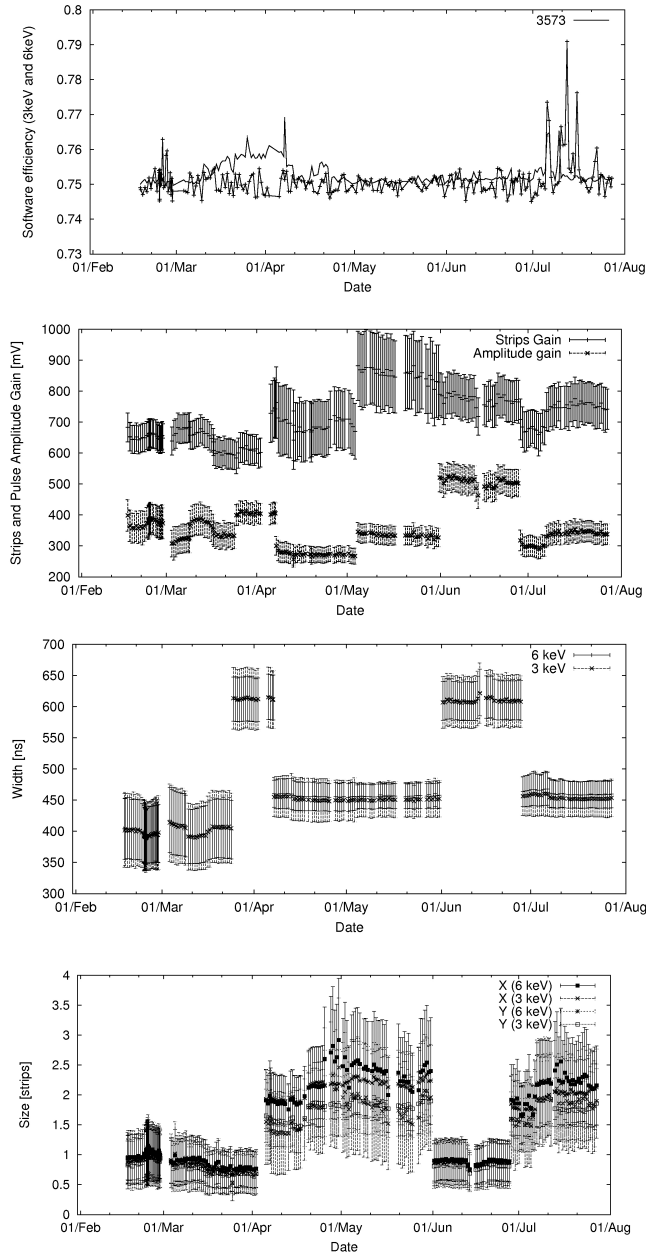 0.8
0.79
0.78
0.77
0.76
0.75
0.74
0.73
Software efficiency (3keV and 6keV)
3573
01/Feb 01/Mar 01/Apr 01/May 01/Jun 01/Jul 01/Aug
Date
1000
900
800
700
600
500
400
300
200
Strips and Pulse Amplitude Gain [mV]
Strips Gain
Amplitude gain
01/Feb 01/Mar 01/Apr 01/May 01/Jun 01/Jul 01/Aug
Date
700
650
600
550
500
450
400
350
300
Width [ns]
6 keV
3 keV
01/Feb 01/Mar 01/Apr 01/May 01/Jun 01/Jul 01/Aug
Date
4
3.5
3
2.5
2
1.5
1
0.5
0
Size [strips]
X (6 keV)
X (3 keV)
Y (6 keV)
Y (3 keV)
01/Feb 01/Mar 01/Apr 01/May 01/Jun 01/Jul 01/Aug
Date